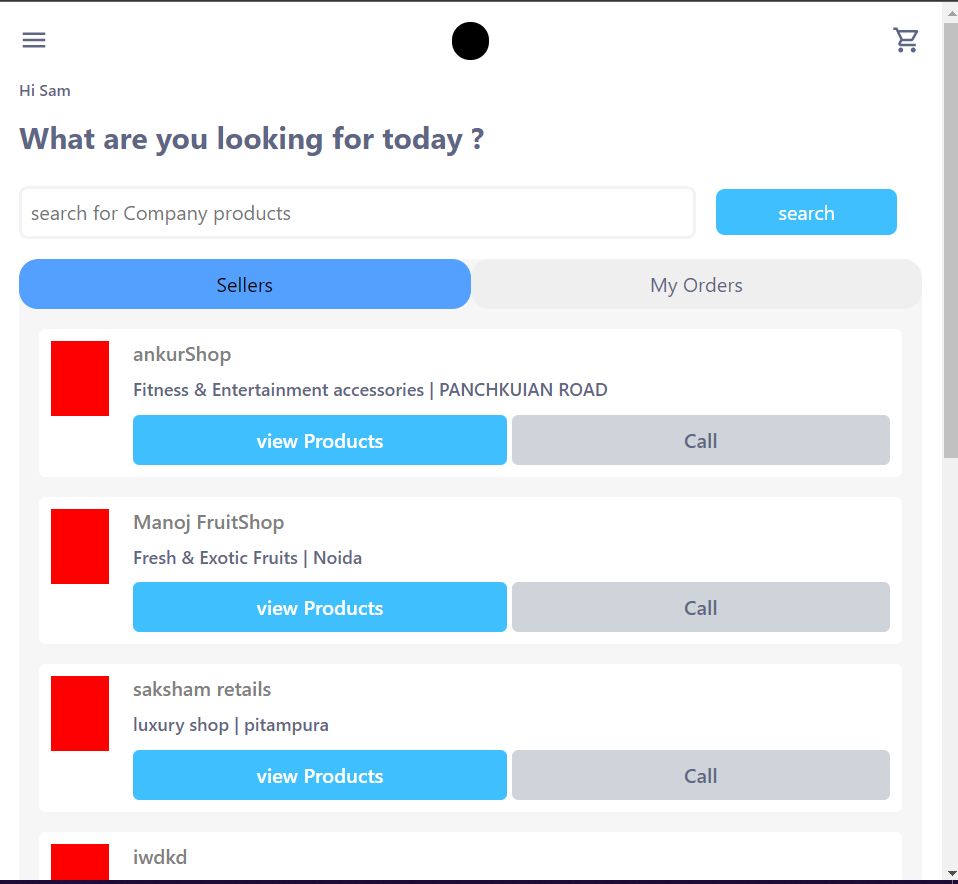 Hi Sam
What are you looking for today ?
search for Company products
search
Sellers
My Orders
ankurShop
Fitness & Entertainment accessories | PANCHKUIAN ROAD
view Products
Call
Manoj FruitShop
Fresh & Exotic Fruits | Noida
view Products
Call
saksham retails
luxury shop | pitampura
view Products
Call
iwdkd